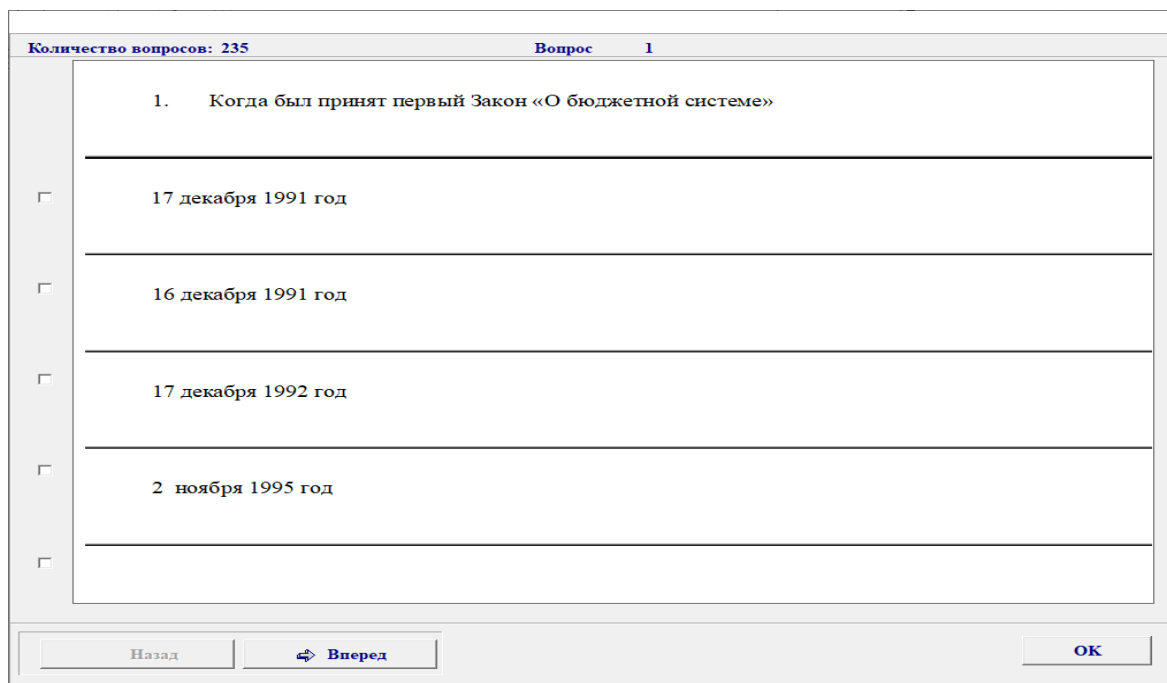 Количество вопросов: 235 Вопрос 1
1. Когда был принят первый Закон «О бюджетной системе»
17 декабря 1991 год
16 декабря 1991 год
17 декабря 1992 год
2 ноября 1995 год
Назад Вперед OK